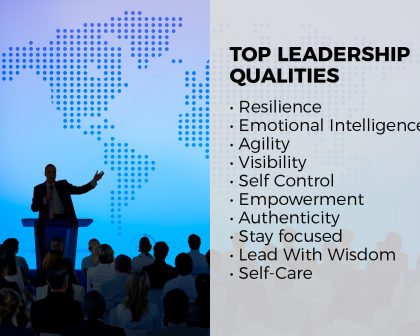 TOP LEADERSHIP
QUALITIES
• Resilience
• Emotional Intelligence
• Agility
• Visibility
• Self Control
• Empowerment
• Authenticity
• Stay focused
• Lead With Wisdom
• Self-Care